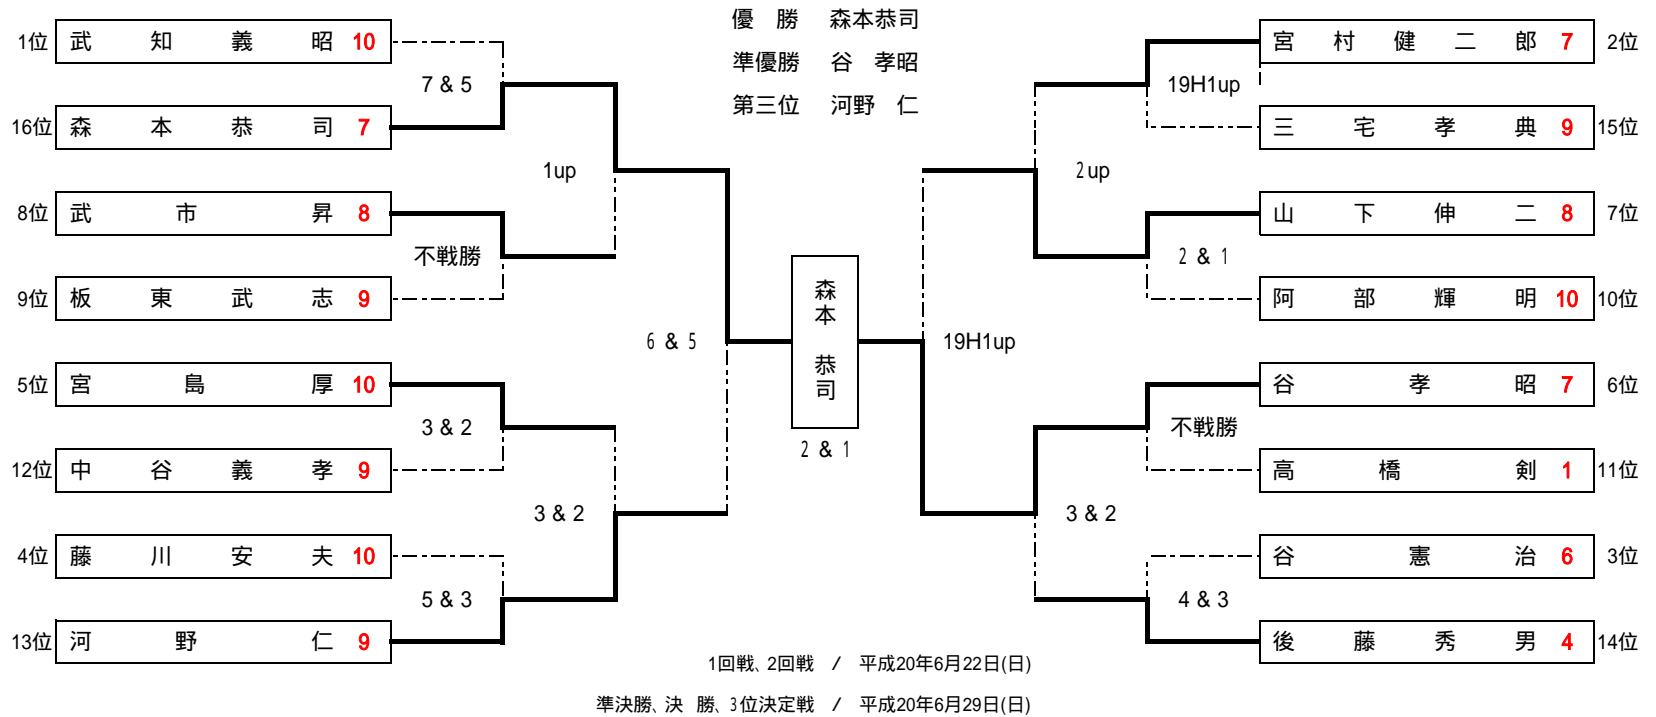 優　勝　森本恭司
準優勝　谷　孝昭
第三位　河野　仁
1位 武知義昭 10
7 & 5
16位 森本恭司 7
1up
8位 武市昇 8
不戦勝
9位 板東武志 9
6 & 5
5位 宮島厚 10
3 & 2
12位 中谷義孝 9
3 & 2
4位 藤川安夫 10
5 & 3
13位 河野仁 9
森本　恭司
2 & 1
宮村健二郎 7 2位
19H1up
三宅孝典 9 15位
2up
山下伸二 8 7位
2 & 1
阿部輝明 10 10位
19H1up
谷孝昭 7 6位
不戦勝
高橋剣 1 11位
3 & 2
谷憲治 6 3位
4 & 3
後藤秀男 4 14位
1回戦、2回戦　/　平成20年6月22日(日)
準決勝、決　勝、3位決定戦　/　平成20年6月29日(日)